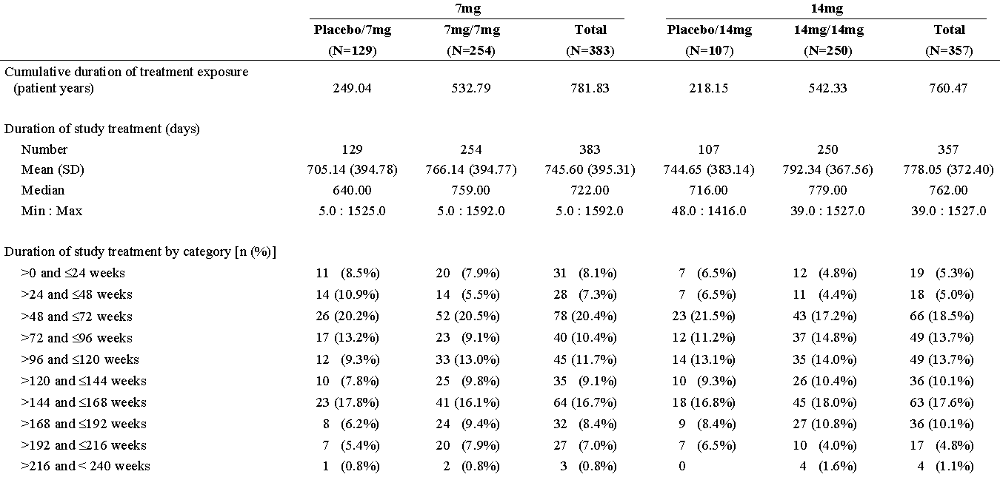 7mg 14mg
Placebo/7mg 7mg/7mg Total Placebo/14mg 14mg/14mg Total
(N=129) (N=254) (N=383) (N=107) (N=250) (N=357)
Cumulative duration of treatment exposure
(patient years) 249.04 532.79 781.83 218.15 542.33 760.47
Duration of study treatment (days)
Number 129 254 383 107 250 357
Mean (SD) 705.14 (394.78) 766.14 (394.77) 745.60 (395.31) 744.65 (383.14) 792.34 (367.56) 778.05 (372.40)
Median 640.00 759.00 722.00 716.00 779.00 762.00
Min : Max 5.0 : 1525.0 5.0 : 1592.0 5.0 : 1592.0 48.0 : 1416.0 39.0 : 1527.0 39.0 : 1527.0
Duration of study treatment by category [n (%)]
>0 and ≤24 weeks 11 (8.5%) 20 (7.9%) 31 (8.1%) 7 (6.5%) 12 (4.8%) 19 (5.3%)
>24 and ≤48 weeks 14 (10.9%) 14 (5.5%) 28 (7.3%) 7 (6.5%) 11 (4.4%) 18 (5.0%)
>48 and ≤72 weeks 26 (20.2%) 52 (20.5%) 78 (20.4%) 23 (21.5%) 43 (17.2%) 66 (18.5%)
>72 and ≤96 weeks 17 (13.2%) 23 (9.1%) 40 (10.4%) 12 (11.2%) 37 (14.8%) 49 (13.7%)
>96 and ≤120 weeks 12 (9.3%) 33 (13.0%) 45 (11.7%) 14 (13.1%) 35 (14.0%) 49 (13.7%)
>120 and ≤144 weeks 10 (7.8%) 25 (9.8%) 35 (9.1%) 10 (9.3%) 26 (10.4%) 36 (10.1%)
>144 and ≤168 weeks 23 (17.8%) 41 (16.1%) 64 (16.7%) 18 (16.8%) 45 (18.0%) 63 (17.6%)
>168 and ≤192 weeks 8 (6.2%) 24 (9.4%) 32 (8.4%) 9 (8.4%) 27 (10.8%) 36 (10.1%)
>192 and ≤216 weeks 7 (5.4%) 20 (7.9%) 27 (7.0%) 7 (6.5%) 10 (4.0%) 17 (4.8%)
>216 and < 240 weeks 1 (0.8%) 2 (0.8%) 3 (0.8%) 0 4 (1.6%) 4 (1.1%)